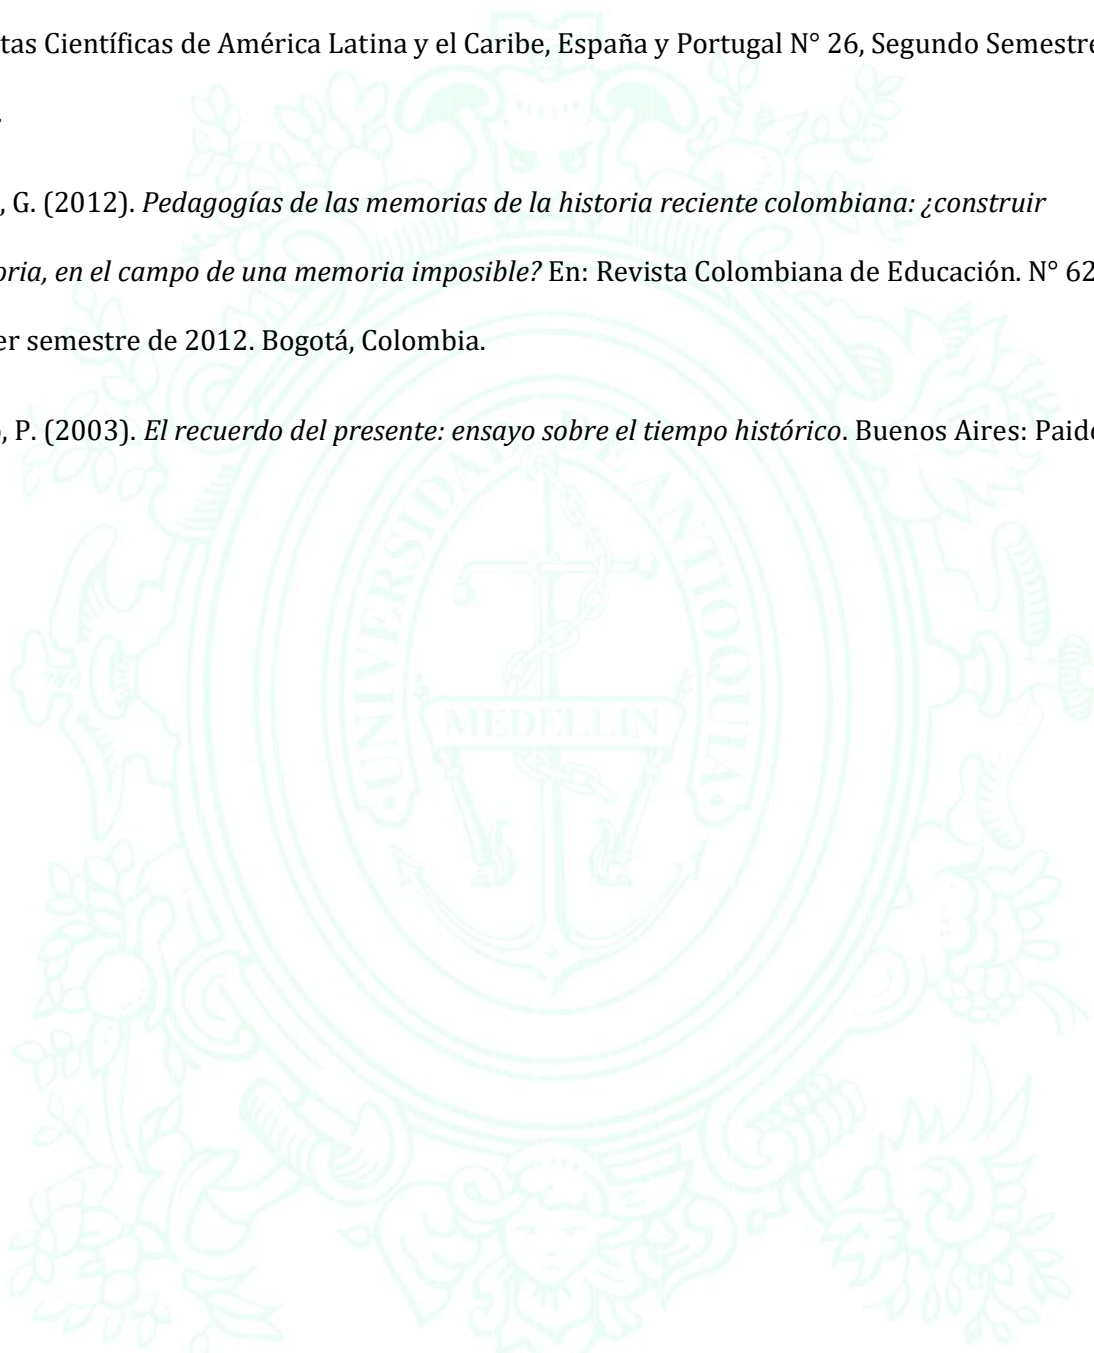 tas Científicas de América Latina y el Caribe, España y Portugal N° 26, Segundo Semestre
.
, G. (2012). Pedagogías de las memorias de la historia reciente colombiana: ¿construir
oria, en el campo de una memoria imposible? En: Revista Colombiana de Educación. N° 62
er semestre de 2012. Bogotá, Colombia.
, P. (2003). El recuerdo del presente: ensayo sobre el tiempo histórico. Buenos Aires: Paido
UNIVERSIDAD DE ANTIOQUIA
MEDELLIN